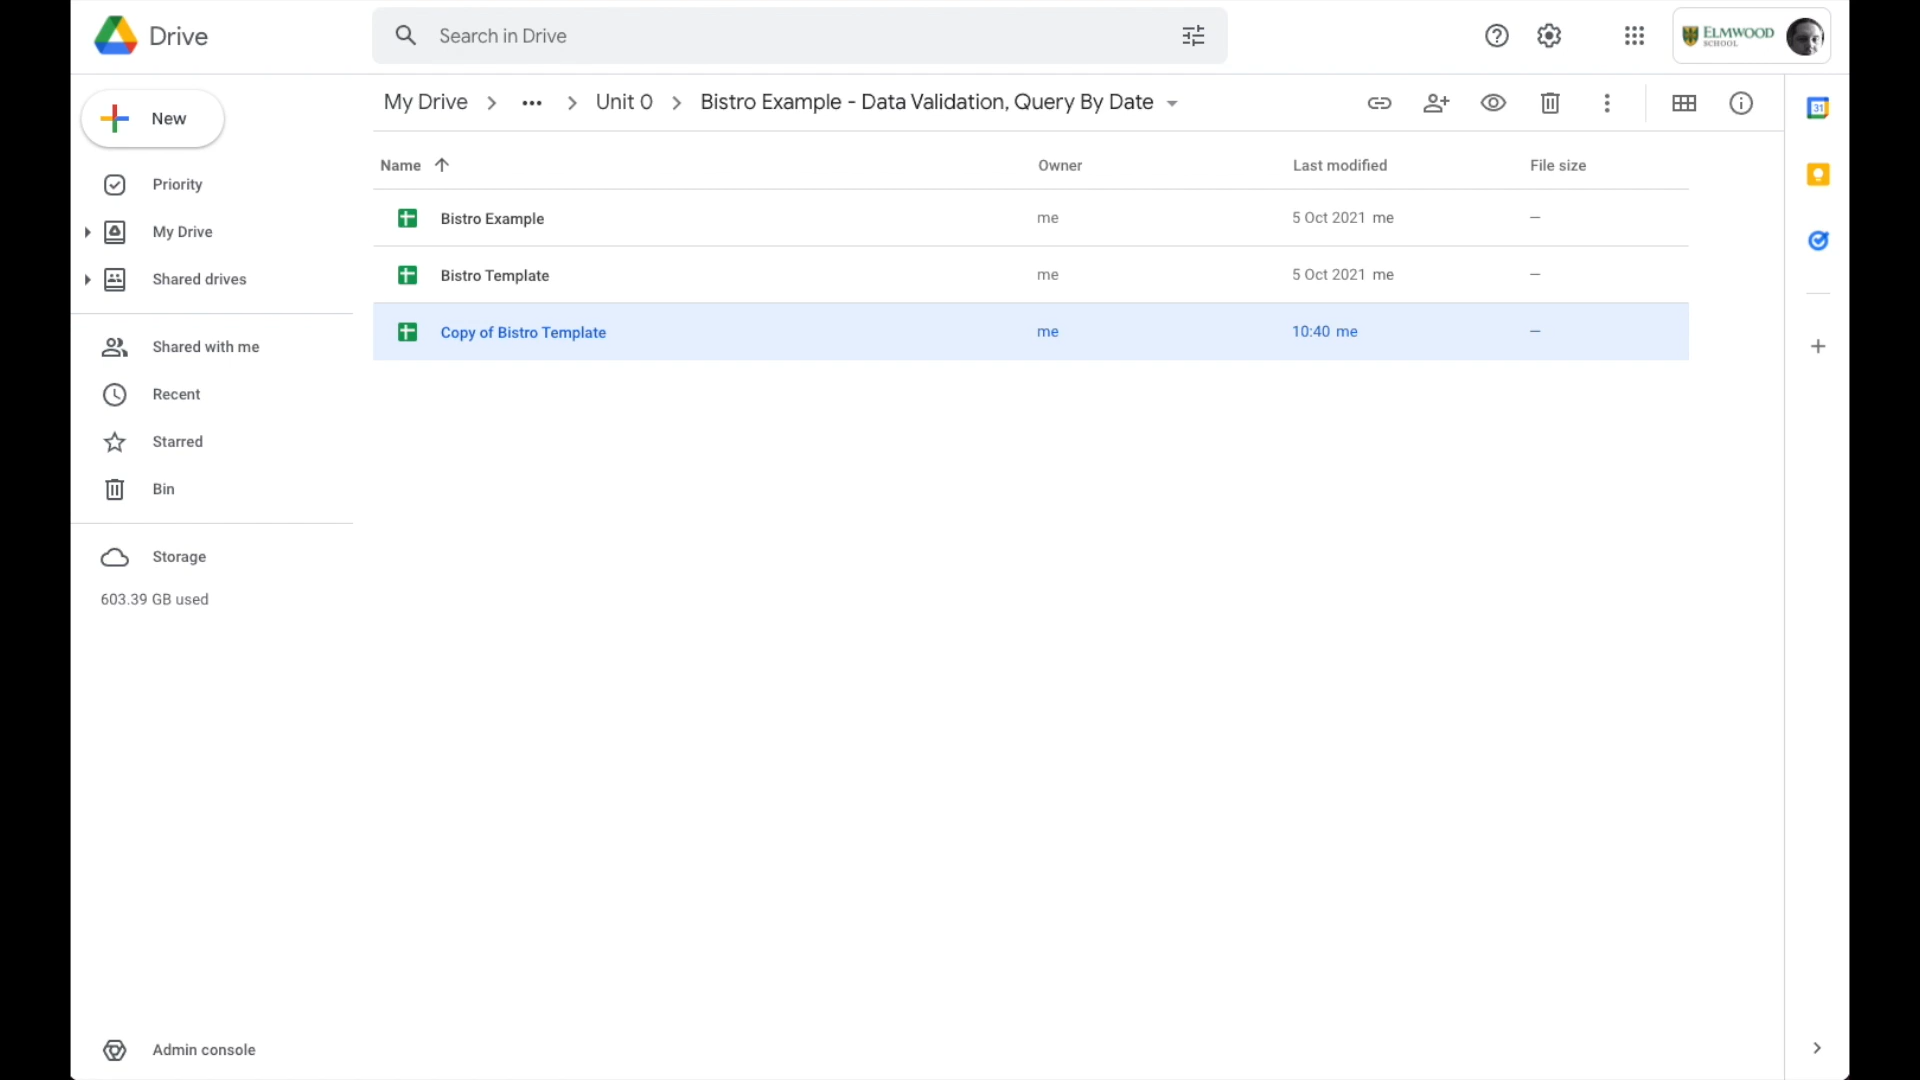 Drive
Search in Drive
ELMWOOD
SCHOOL
New
My Drive
Unit 0
Bistro Example - Data Validation, Query By Date
Priority
My Drive
Shared drives
Shared with me
Recent
Starred
Bin
Storage
603.39 GB used
Admin console
Name Owner Last modified File size
Bistro Example me 5 Oct 2021 me –
Bistro Template me 5 Oct 2021 me –
Copy of Bistro Template me 10:40 me –
31